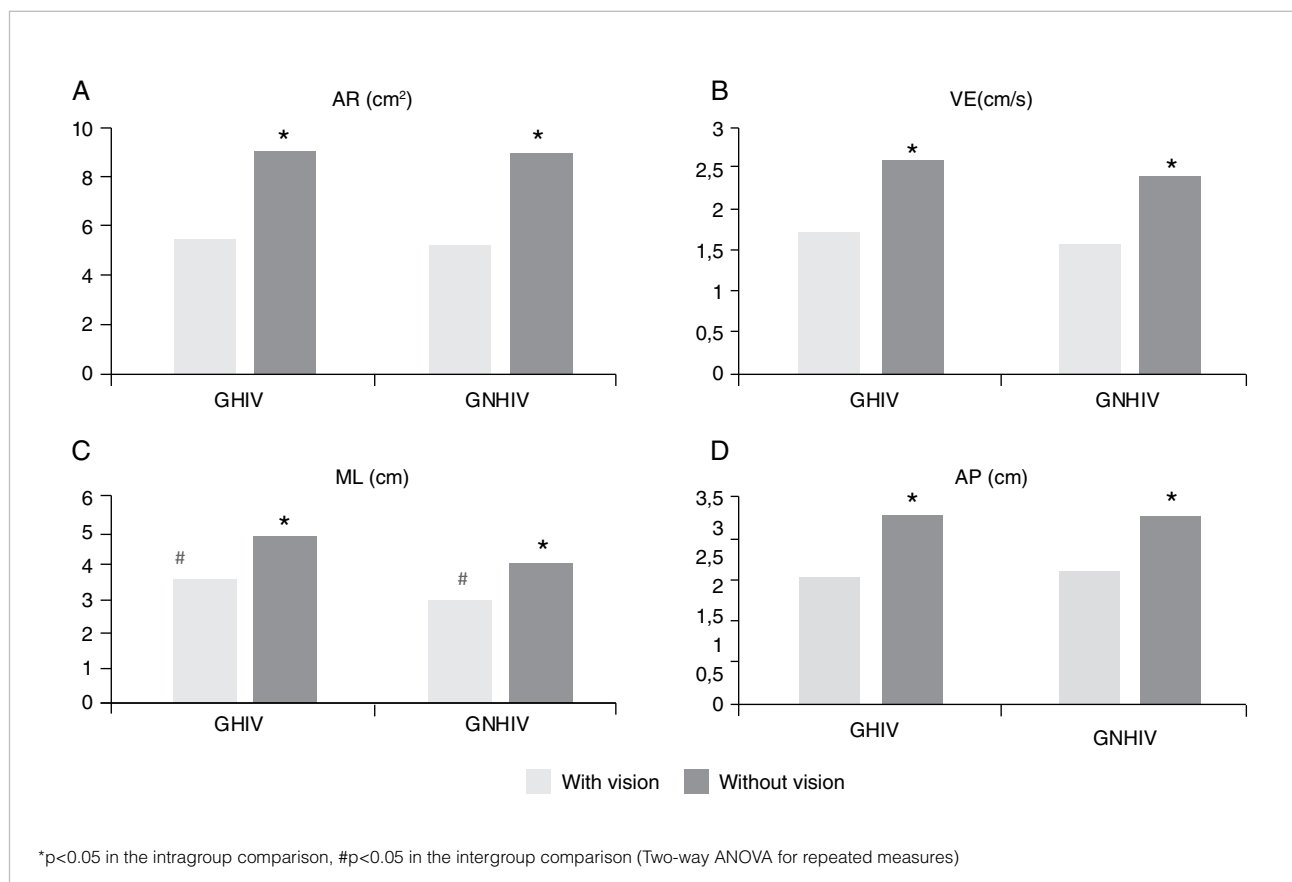 A
AR (cm²)
10
8
6
4
2
0
*
*
GHIV
GNHIV
B
VE(cm/s)
3
2,5
2
1,5
1
0,5
0
*
*
GHIV
GNHIV
C
ML (cm)
6
5
4
3
2
1
0
#
*
#
*
GHIV
GNHIV
D
AP (cm)
3,5
3
2,5
2
1,5
1
0,5
0
*
*
GHIV
GNHIV
With vision
Without vision
*p<0.05 in the intragroup comparison, #p<0.05 in the intergroup comparison (Two-way ANOVA for repeated measures)